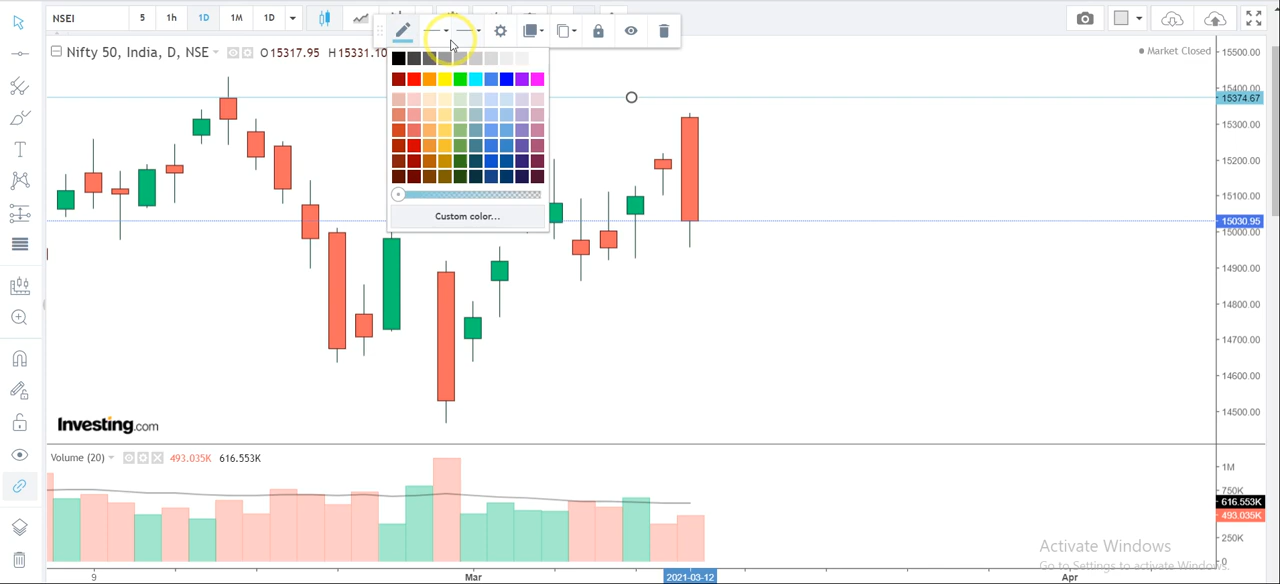 NSEI 5 1h 1D 1M 1D
Nifty 50, India, D, NSE O15317.95 H15331.10
Market Closed
15500.00
15400.00
15374.67
15300.00
15200.00
15100.00
15030.95
15000.00
14900.00
14800.00
14700.00
14600.00
14500.00
Custom color...
Investing.com
Volume (20) 493.035K 616.553K
1M
750K
616.553K
493.035K
250K
0
Activate Windows
Go to Settings to activate Windows.
9 Mar 2021-03-12 Apr